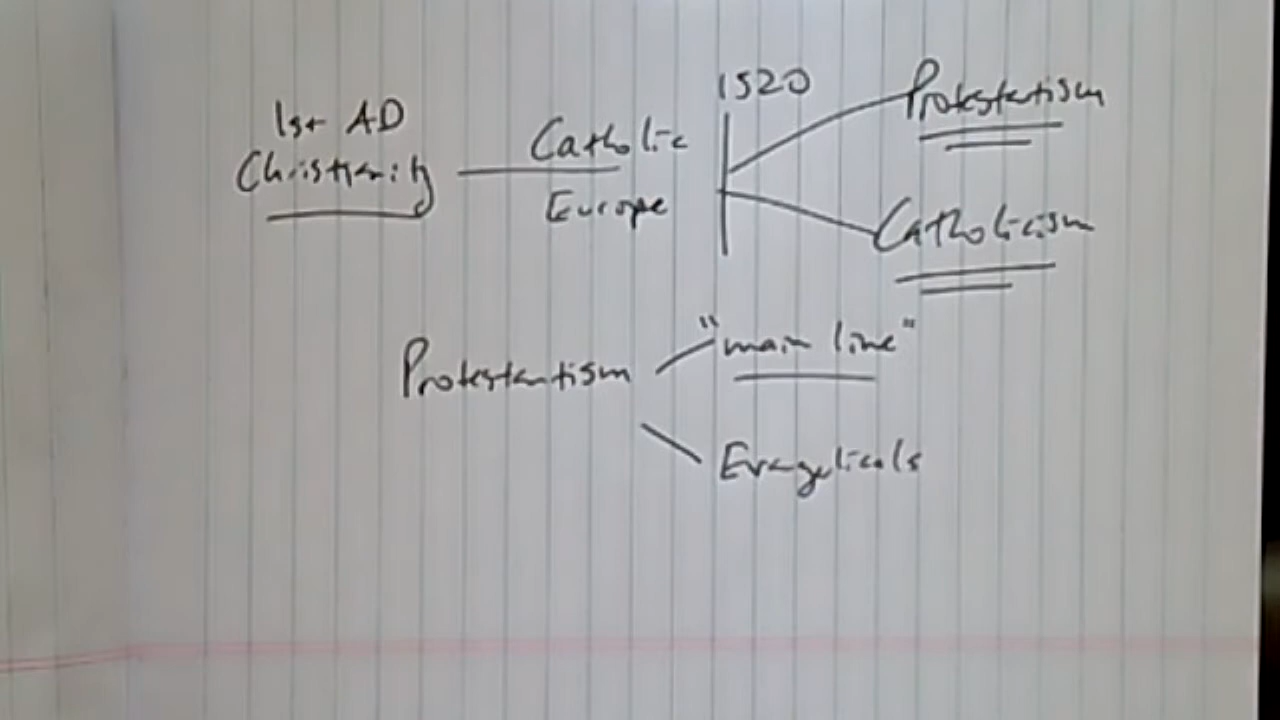 1st AD
Christianity
Catholic
Europe
1520
Protestantism
Catholicism
Protestantism
"main line"
Evangelicals